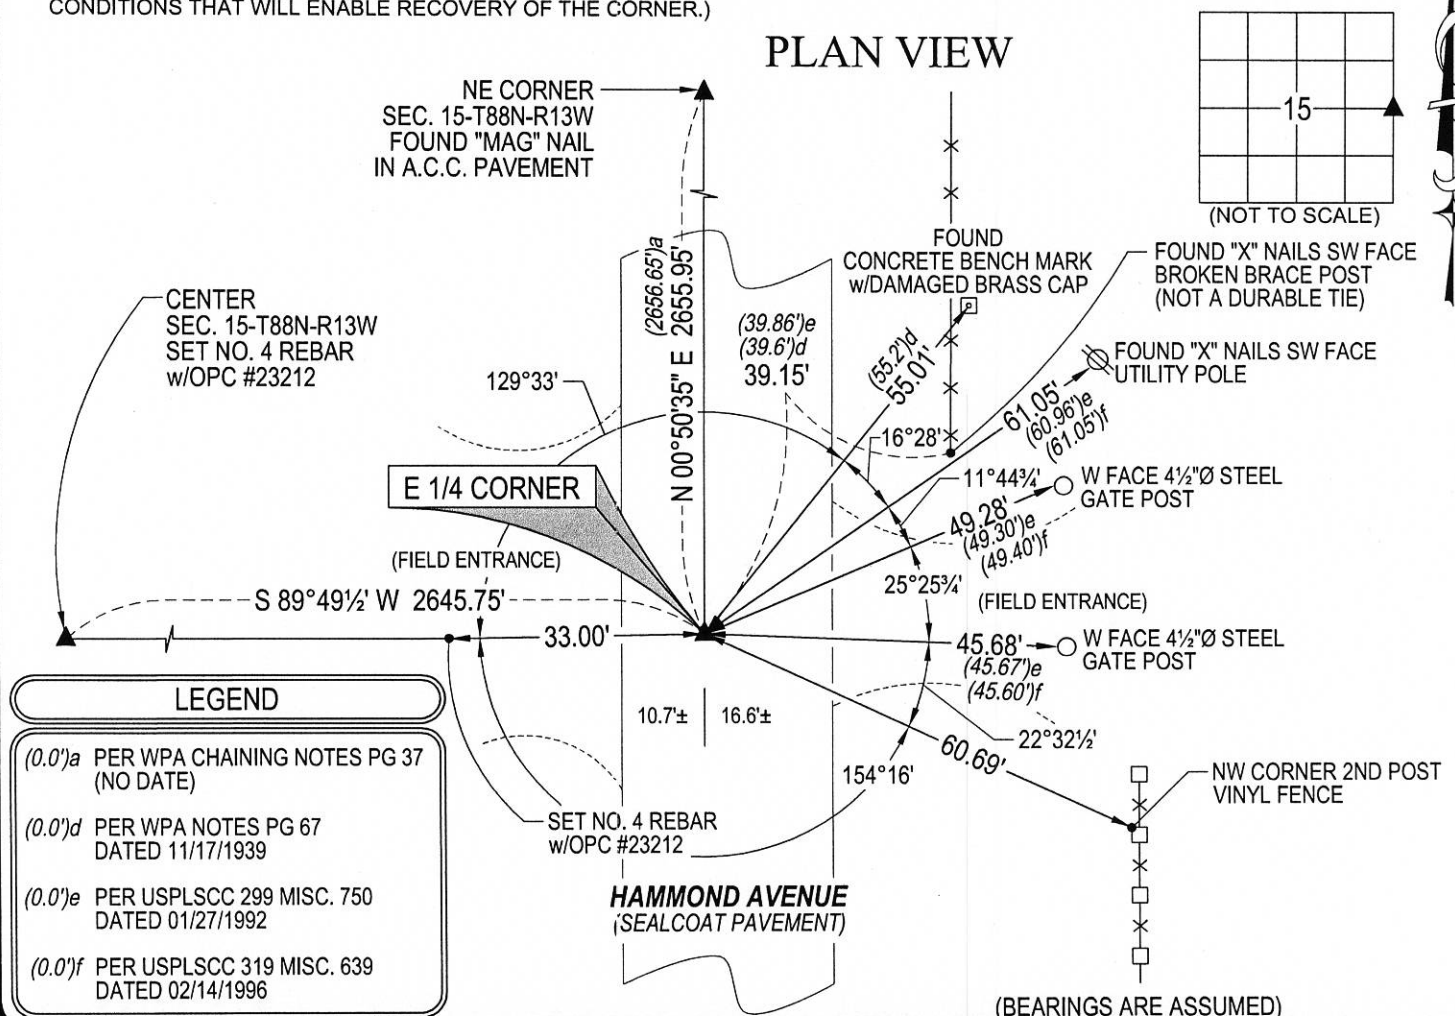 CONDITIONS THAT WILL ENABLE RECOVERY OF THE CORNER.)
PLAN VIEW
NE CORNER
SEC. 15-T88N-R13W
FOUND "MAG" NAIL
IN A.C.C. PAVEMENT
15
(NOT TO SCALE)
CENTER
SEC. 15-T88N-R13W
SET NO. 4 REBAR
w/OPC #23212
(2656.65')a
N 00°50'35" E 2655.95'
FOUND
CONCRETE BENCH MARK
w/DAMAGED BRASS CAP
FOUND "X" NAILS SW FACE
BROKEN BRACE POST
(NOT A DURABLE TIE)
129°33'
(39.86')e
(39.6')d
39.15'
(55.2')d
55.01'
FOUND "X" NAILS SW FACE
UTILITY POLE
61.05'
(60.96')e
(61.05')f
16°28'
11°44¾'
W FACE 4½"Ø STEEL
GATE POST
49.28'
(49.30')e
(49.40')f
E 1/4 CORNER
(FIELD ENTRANCE)
25°25¾'
(FIELD ENTRANCE)
S 89°49½' W 2645.75'
33.00'
45.68'
(45.67')e
(45.60')f
W FACE 4½"Ø STEEL
GATE POST
10.7'±
16.6'±
22°32½'
60.69'
154°16'
NW CORNER 2ND POST
VINYL FENCE
SET NO. 4 REBAR
w/OPC #23212
HAMMOND AVENUE
(SEALCOAT PAVEMENT)
LEGEND
(0.0')a PER WPA CHAINING NOTES PG 37
(NO DATE)
(0.0')d PER WPA NOTES PG 67
DATED 11/17/1939
(0.0')e PER USPLSCC 299 MISC. 750
DATED 01/27/1992
(0.0')f PER USPLSCC 319 MISC. 639
DATED 02/14/1996
(BEARINGS ARE ASSUMED)